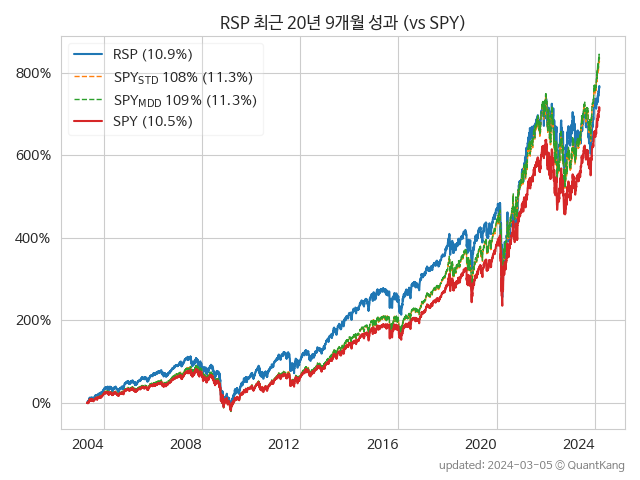 RSP 최근 20년 9개월 성과 (vs SPY)
RSP (10.9%)
SPY_STD 108% (11.3%)
SPY_MDD 109% (11.3%)
SPY (10.5%)
800%
600%
400%
200%
0%
2004 2008 2012 2016 2020 2024
updated: 2024-03-05 © QuantKang